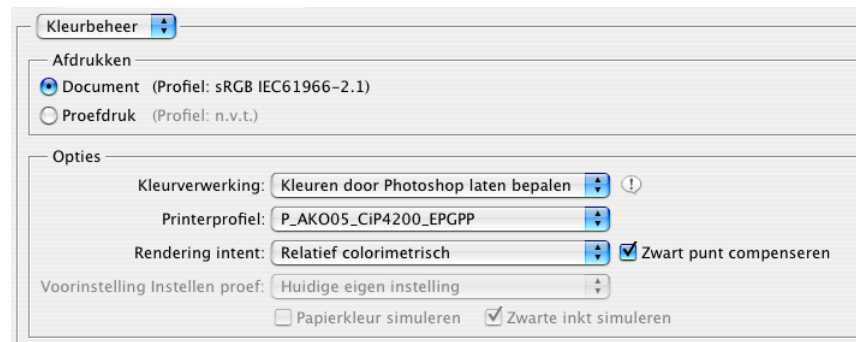 Kleurbeheer
Afdrukken
Document (Profiel: sRGB IEC61966-2.1)
Proefdruk (Profiel: n.v.t.)
Opties
Kleurverwerking: Kleuren door Photoshop laten bepalen
Printerprofiel: P_AKO05_CiP4200_EPGPP
Rendering intent: Relatief colorimetrisch Zwart punt compenseren
Voorinstelling Instellen proef: Huidige eigen instelling
Papierkleur simuleren Zwarte inkt simuleren